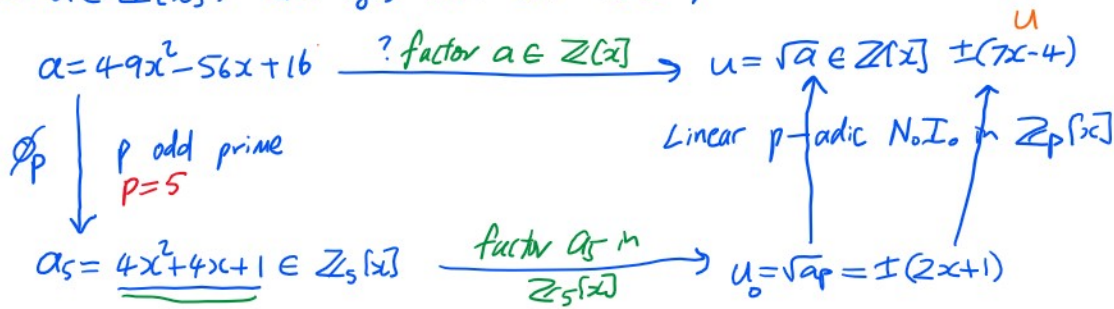 u
a=49x²-56x+16 ? factor a ∈ ℤ[x] u=√a ∈ ℤ[x] ±(7x-4)
ϕp p odd prime Linear p-adic N.I. in ℤp[x]
p=5
a₅= 4x²+4x+1 ∈ ℤ₅[x] factor a₅ in u₀=√ap=±(2x+1)
ℤ₅[x]